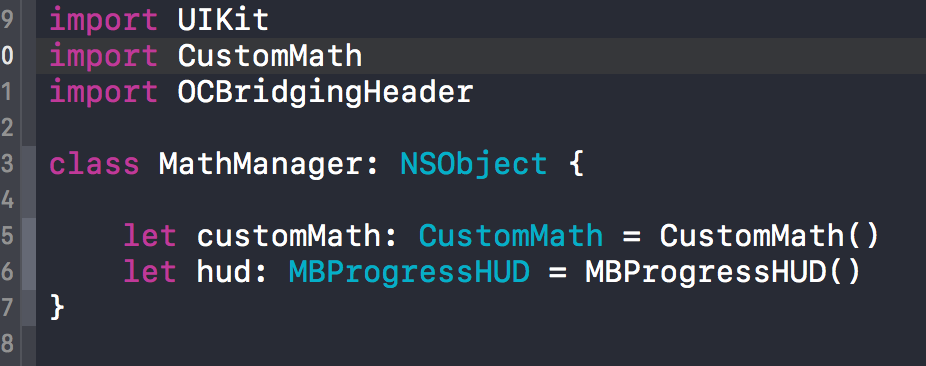 9 import UIKit
0 import CustomMath
1 import OCBridgingHeader
2
3 class MathManager: NSObject {
4
5     let customMath: CustomMath = CustomMath()
6     let hud: MBProgressHUD = MBProgressHUD()
7 }
8